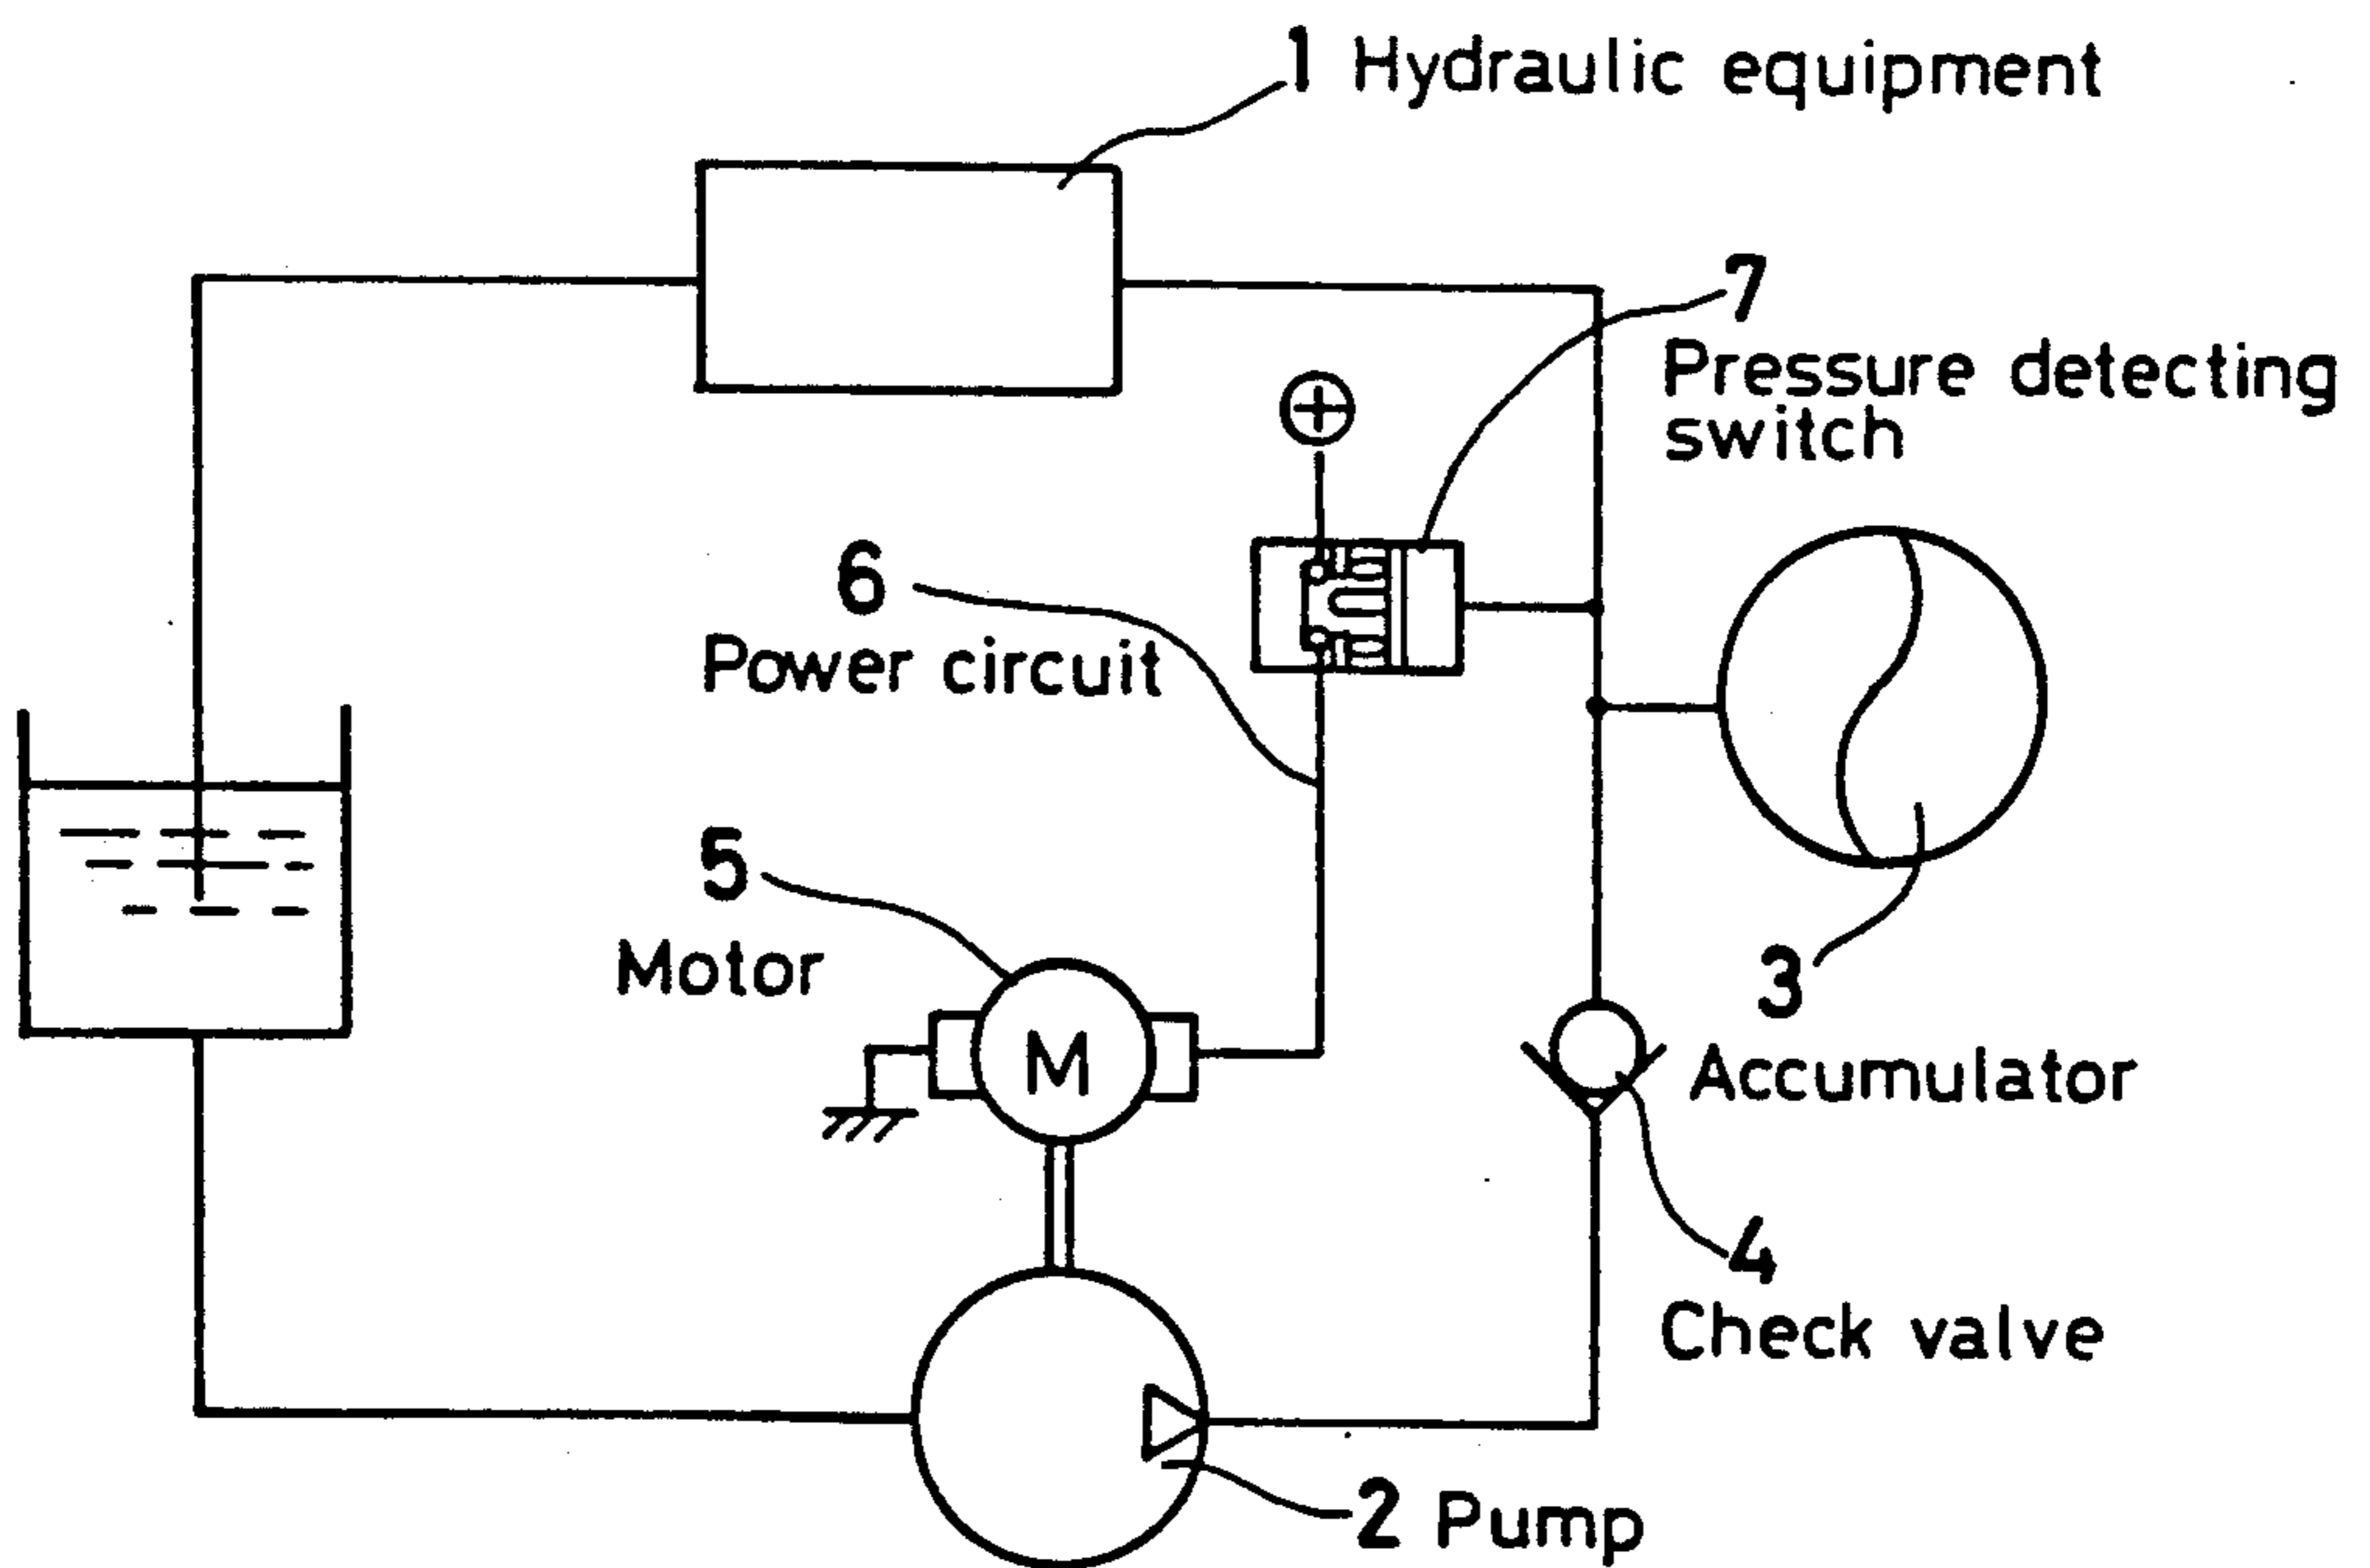 1 Hydraulic equipment
7
Pressure detecting
switch
6
Power circuit
5
Motor
M
3
Accumulator
4
Check valve
2 Pump